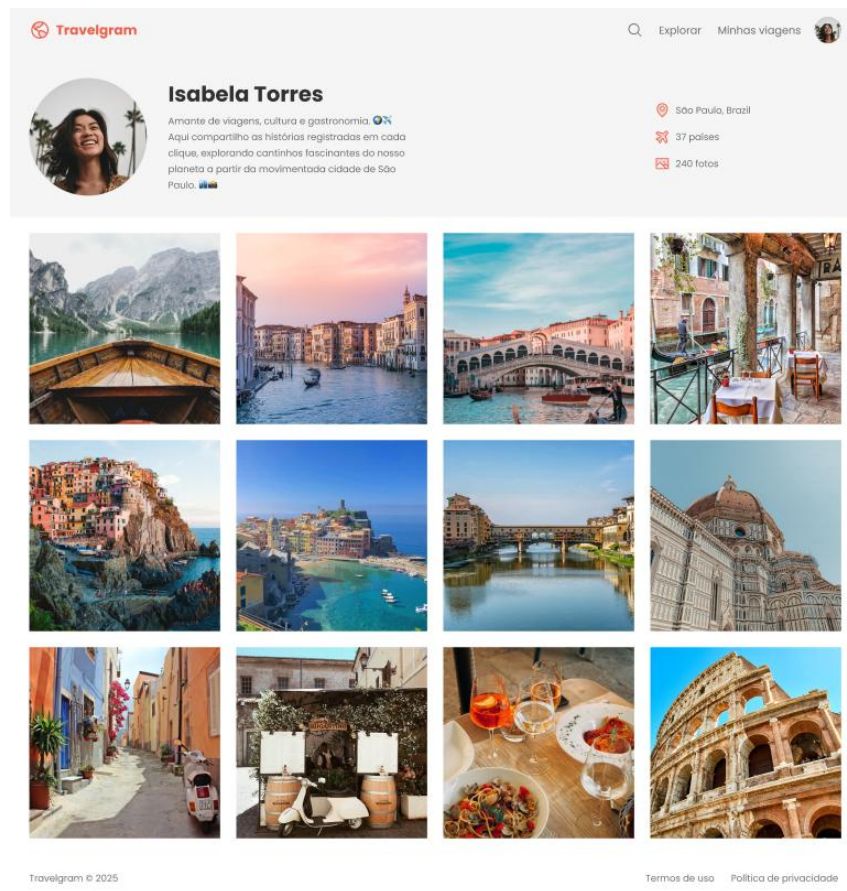 Travelgram
Explorar Minhas viagens
Isabela Torres
Amante de viagens, cultura e gastronomia. 🌍✈️
Aqui compartilho as histórias registradas em cada
clique, explorando cantinhos fascinantes do nosso
planeta a partir da movimentada cidade de São
Paulo. 🏙️📸
São Paulo, Brazil
37 países
240 fotos
TRA
Travelgram © 2025
Termos de uso Política de privacidade